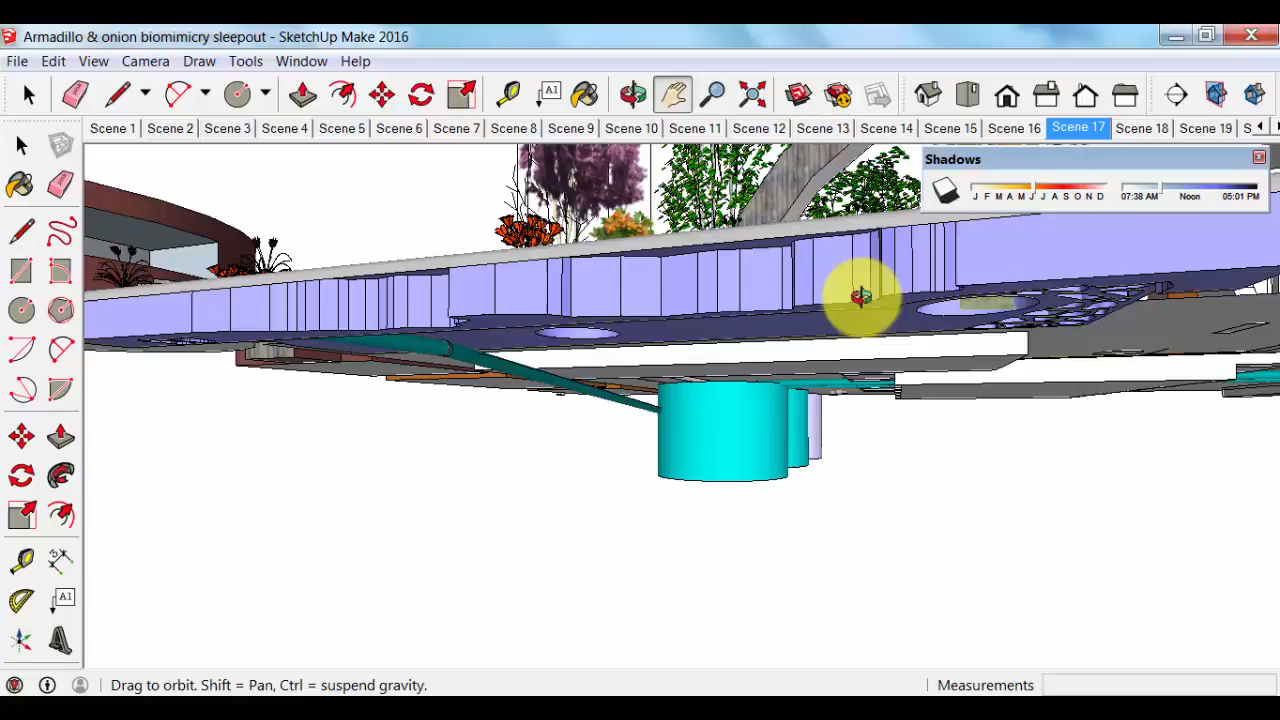 Armadillo & onion biomimicry sleepout - SketchUp Make 2016
File Edit View Camera Draw Tools Window Help
A1
Scene 1 Scene 2 Scene 3 Scene 4 Scene 5 Scene 6 Scene 7 Scene 8 Scene 9 Scene 10 Scene 11 Scene 12 Scene 13 Scene 14 Scene 15 Scene 16 Scene 17 Scene 18 Scene 19 S
Shadows
J F M A M J J A S O N D 07:38 AM Noon 05:01 PM
A1
Drag to orbit. Shift = Pan, Ctrl = suspend gravity. Measurements